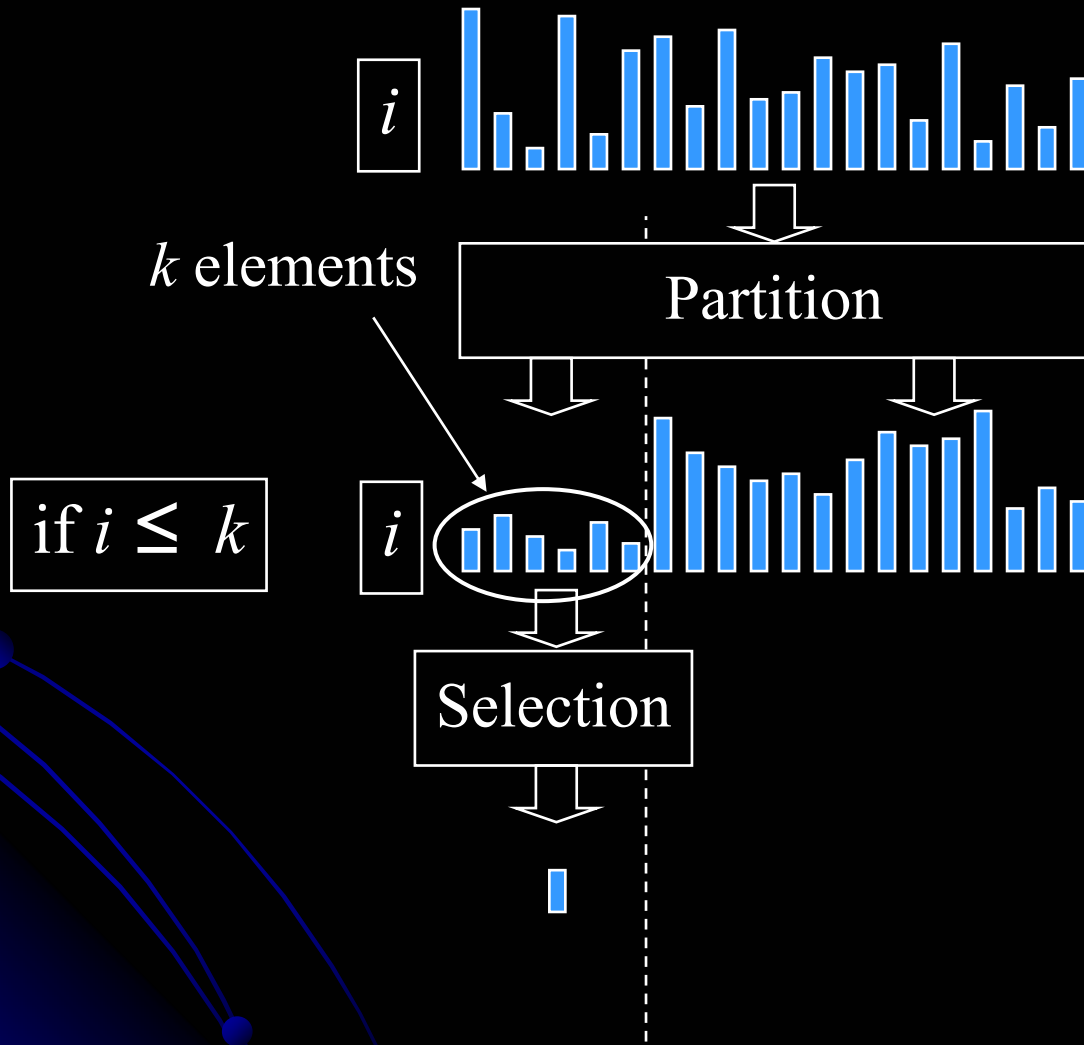 i
k elements
Partition
if i ≤ k
i
Selection